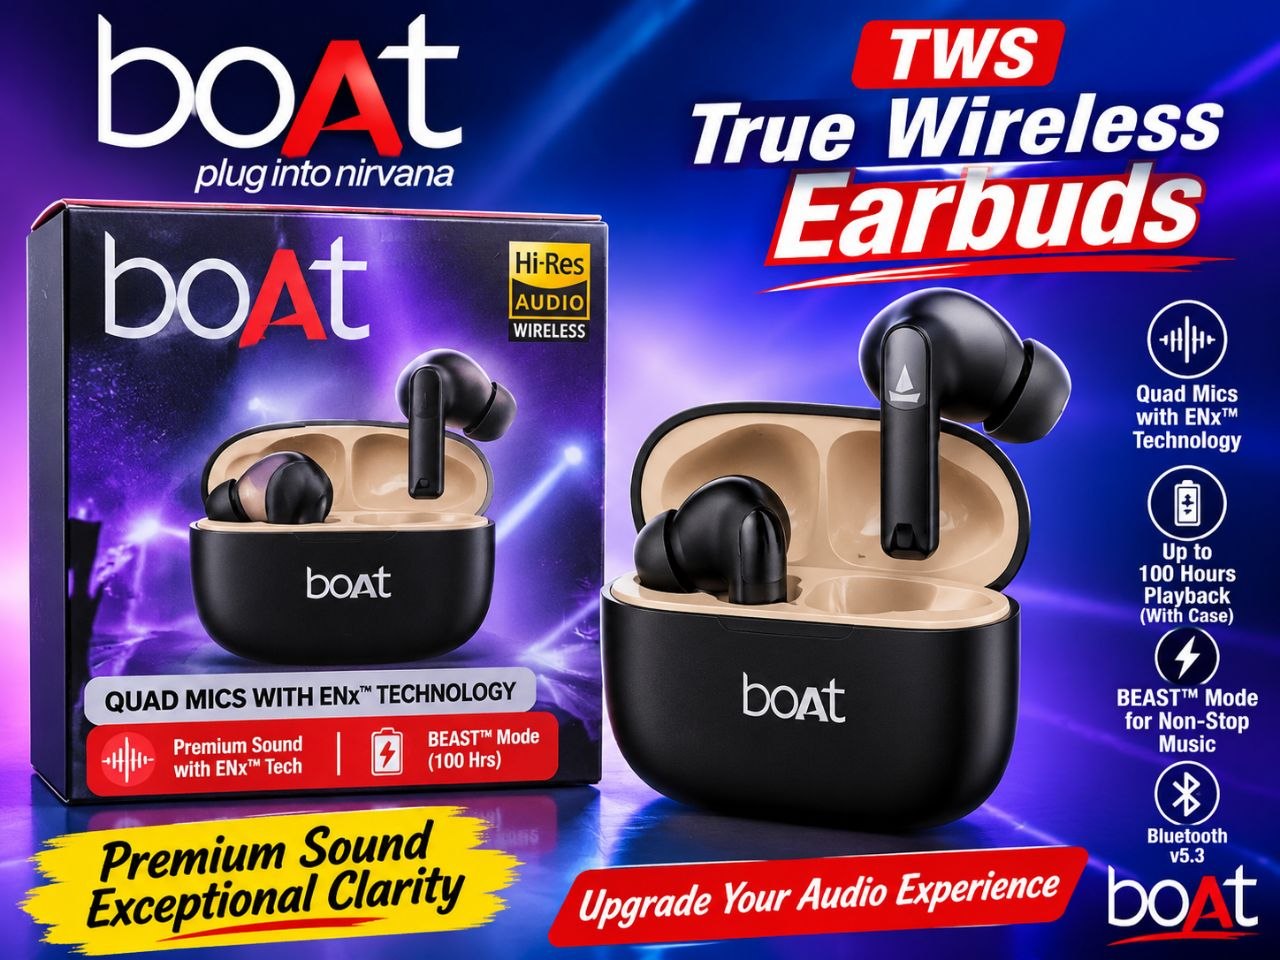 boAt
plug into nirvana
TWS
True Wireless
Earbuds
boAt
Hi-Res
AUDIO
WIRELESS
boAt
QUAD MICS WITH ENx™ TECHNOLOGY
Premium Sound
with ENx™ Tech
BEAST™ Mode
(100 Hrs)
boAt
Quad Mics
with ENx™
Technology
Up to
100 Hours
Playback
(With Case)
BEAST™ Mode
for Non-Stop
Music
Bluetooth
v5.3
Premium Sound
Exceptional Clarity
Upgrade Your Audio Experience
boAt